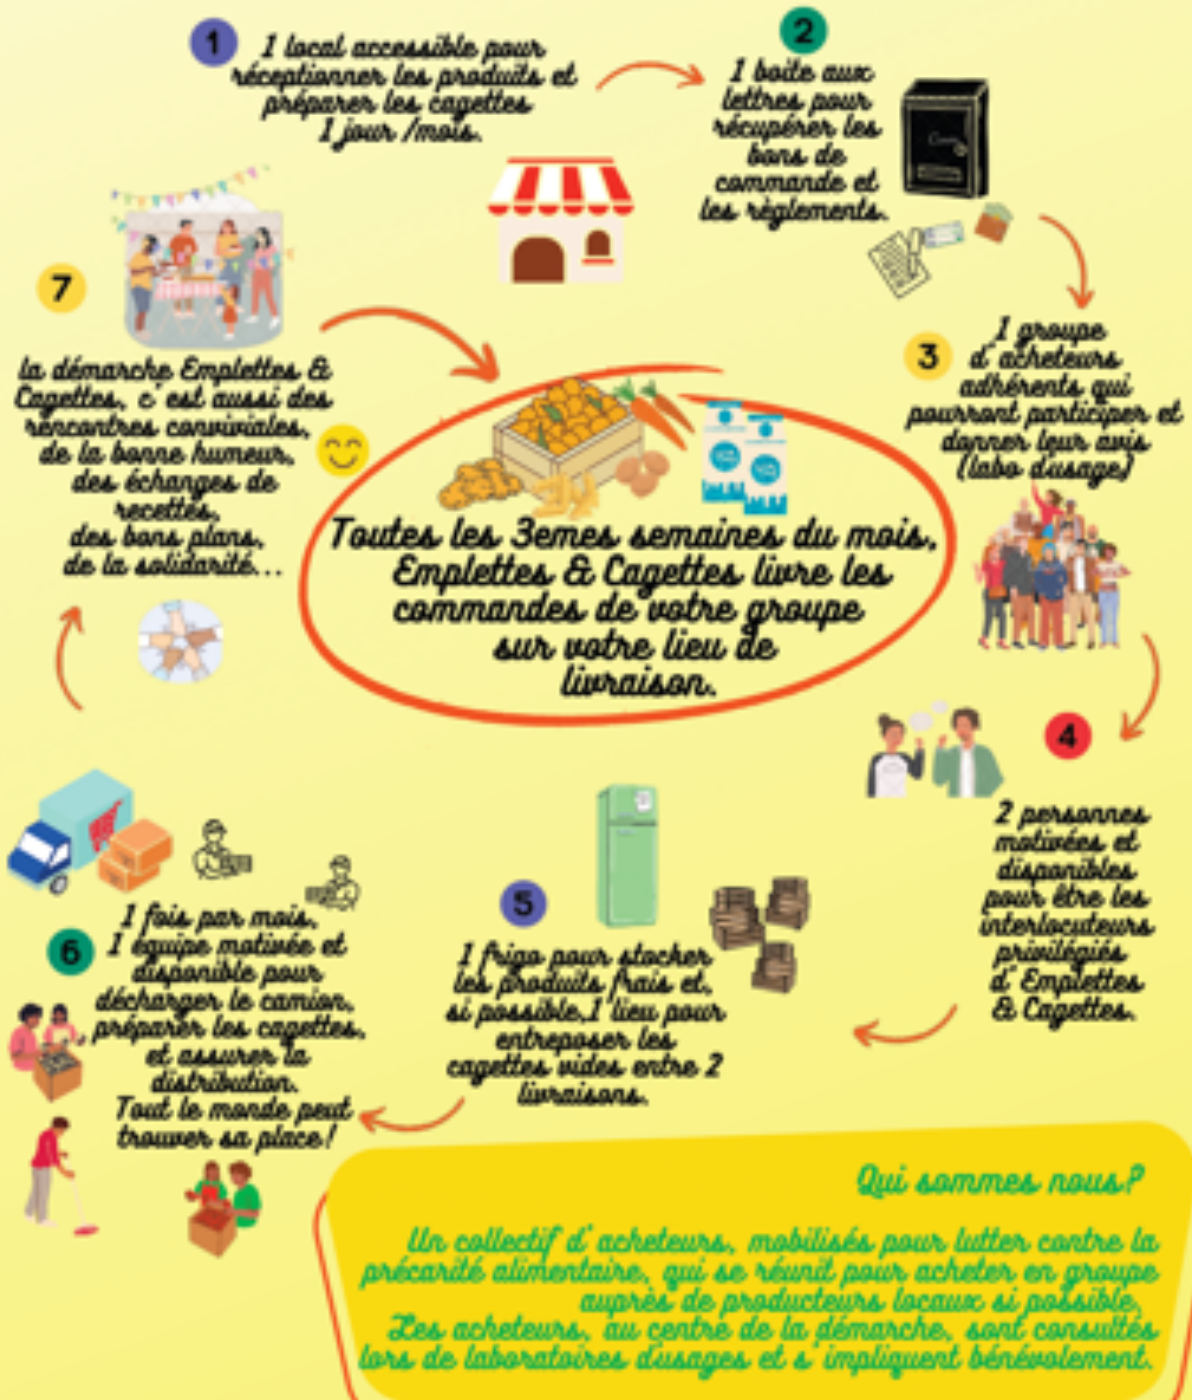 1
1 local accessible pour
réceptionner les produits et
préparer les cagettes
1 jour /mois.
2
1 boite aux
lettres pour
récupérer les
bons de
commande et
les règlements.
3
1 groupe
d'acheteurs
adhérents qui
pourront participer et
donner leur avis
(labo d'usage)
4
2 personnes
motivées et
disponibles
pour être les
interlocuteurs
privilégiés
d'Emplettes
& Cagettes.
5
1 frigo pour stocker
les produits frais et,
si possible,1 lieu pour
entreposer les
cagettes vides entre 2
livraisons.
6
1 fois par mois,
1 équipe motivée et
disponible pour
décharger le camion,
préparer les cagettes,
et assurer la
distribution.
Tout le monde peut
trouver sa place!
7
la démarche Emplettes &
Cagettes, c'est aussi des
rencontres conviviales,
de la bonne humeur,
des échanges de
recettes,
des bons plans,
de la solidarité...
Toutes les 3emes semaines du mois,
Emplettes & Cagettes livre les
commandes de votre groupe
sur votre lieu de
livraison.
Qui sommes nous?
Un collectif d'acheteurs, mobilisés pour lutter contre la
précarité alimentaire, qui se réunit pour acheter en groupe
auprès de producteurs locaux si possible,
Les acheteurs, au centre de la démarche, sont consultés
lors de laboratoires d'usages et s'impliquent bénévolement.